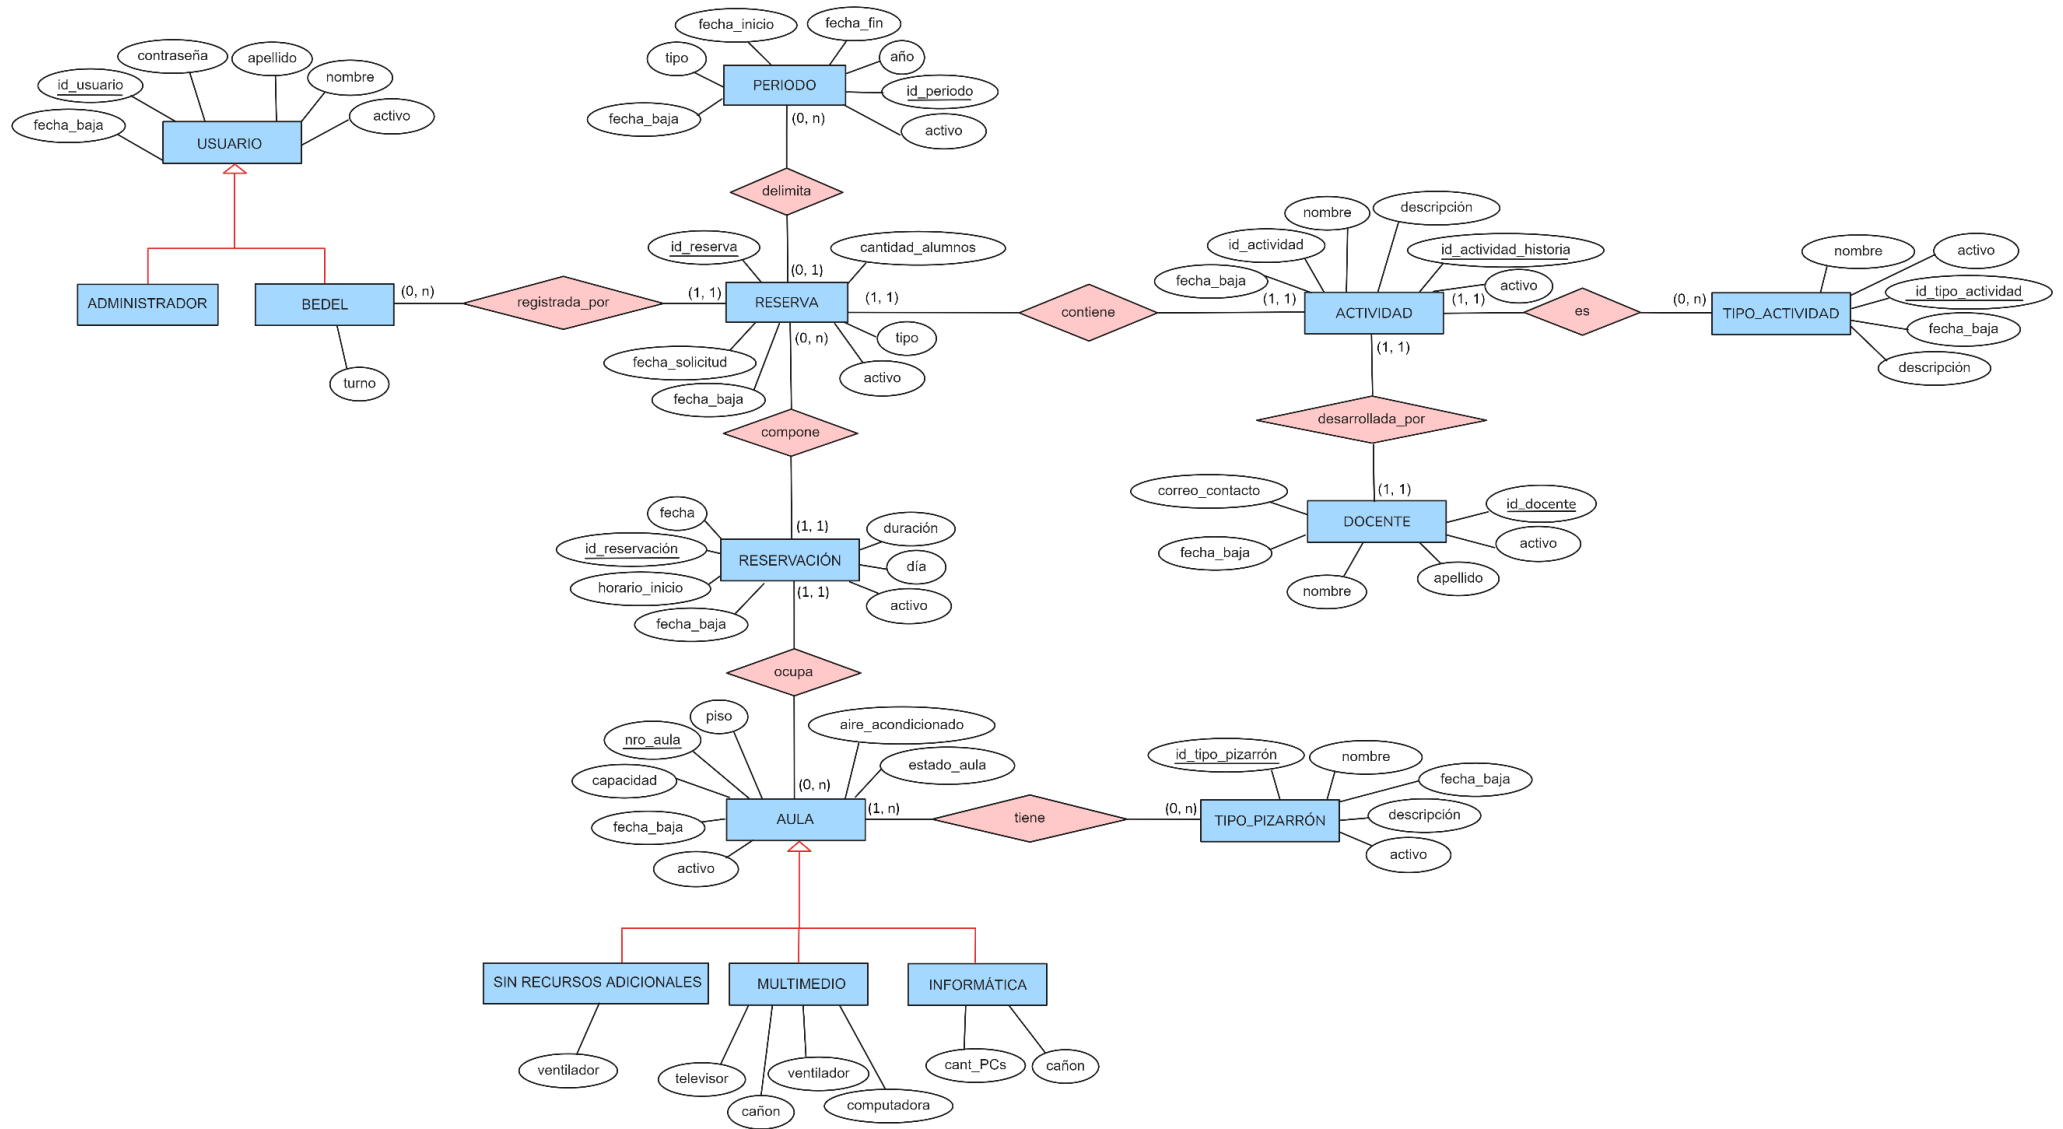 fecha_inicio
fecha_fin
tipo
año
PERIODO
id_periodo
fecha_baja
activo
(0, n)
contraseña
apellido
id_usuario
nombre
fecha_baja
activo
USUARIO
delimita
ADMINISTRADOR
BEDEL
turno
(0, n)
registrada_por
(1, 1)
id_reserva
cantidad_alumnos
(0, 1)
RESERVA
(1, 1)
(0, n)
fecha_solicitud
tipo
fecha_baja
activo
contiene
nombre
descripción
id_actividad
id_actividad_historia
fecha_baja
activo
(1, 1)
(1, 1)
ACTIVIDAD
(1, 1)
es
(0, n)
nombre
activo
id_tipo_actividad
TIPO_ACTIVIDAD
fecha_baja
descripción
desarrollada_por
(1, 1)
correo_contacto
id_docente
DOCENTE
fecha_baja
activo
nombre
apellido
compone
(1, 1)
fecha
duración
id_reservación
RESERVACIÓN
día
horario_inicio
(1, 1)
activo
fecha_baja
ocupa
piso
aire_acondicionado
nro_aula
estado_aula
capacidad
(0, n)
AULA
(1, n)
fecha_baja
activo
tiene
(0, n)
id_tipo_pizarrón
nombre
fecha_baja
TIPO_PIZARRÓN
descripción
activo
SIN RECURSOS ADICIONALES
MULTIMEDIO
INFORMÁTICA
ventilador
televisor
cañon
ventilador
computadora
cant_PCs
cañon